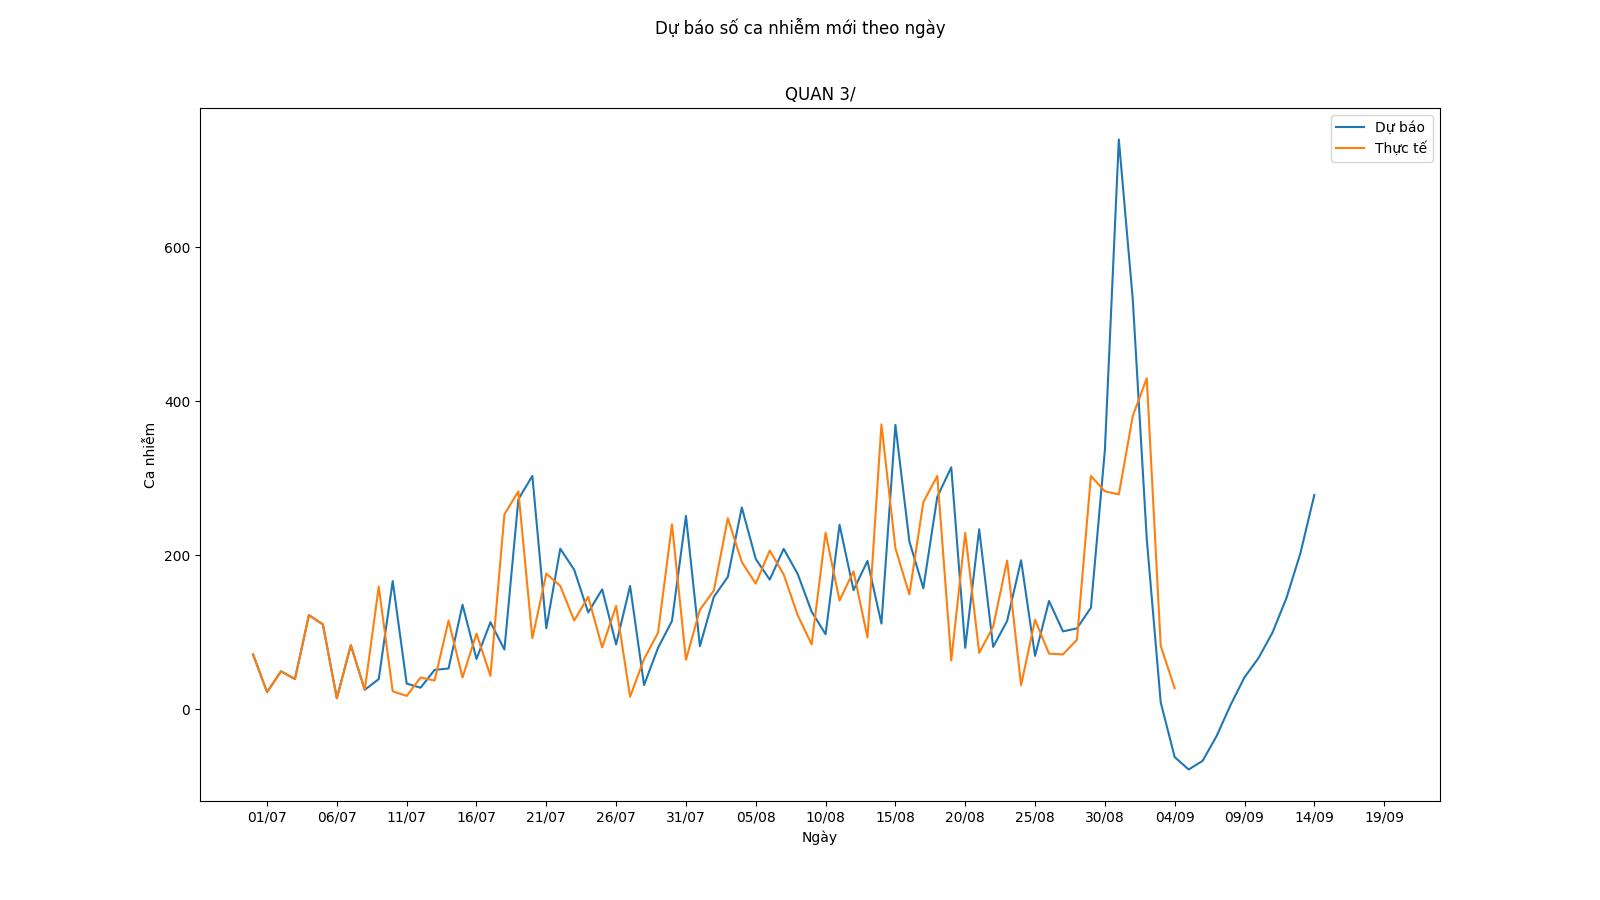 Dự báo số ca nhiễm mới theo ngày
QUAN 3/
Dự báo
Thực tế
600
400
200
0
Ca nhiễm
01/07 06/07 11/07 16/07 21/07 26/07 31/07 05/08 10/08 15/08 20/08 25/08 30/08 04/09 09/09 14/09 19/09
Ngày